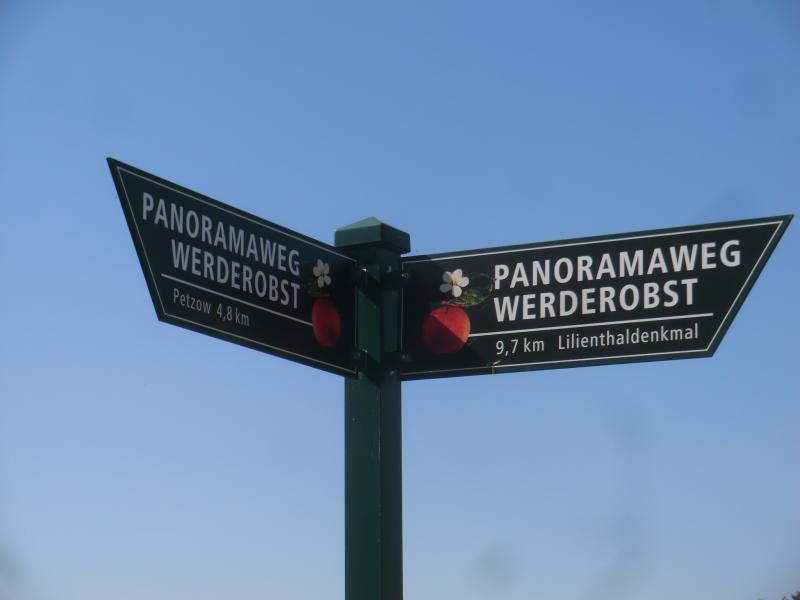 PANORAMAWEG
WERDEROBST
Petzow 4,8 km
PANORAMAWEG
WERDEROBST
9,7 km Lilienthaldenkmal